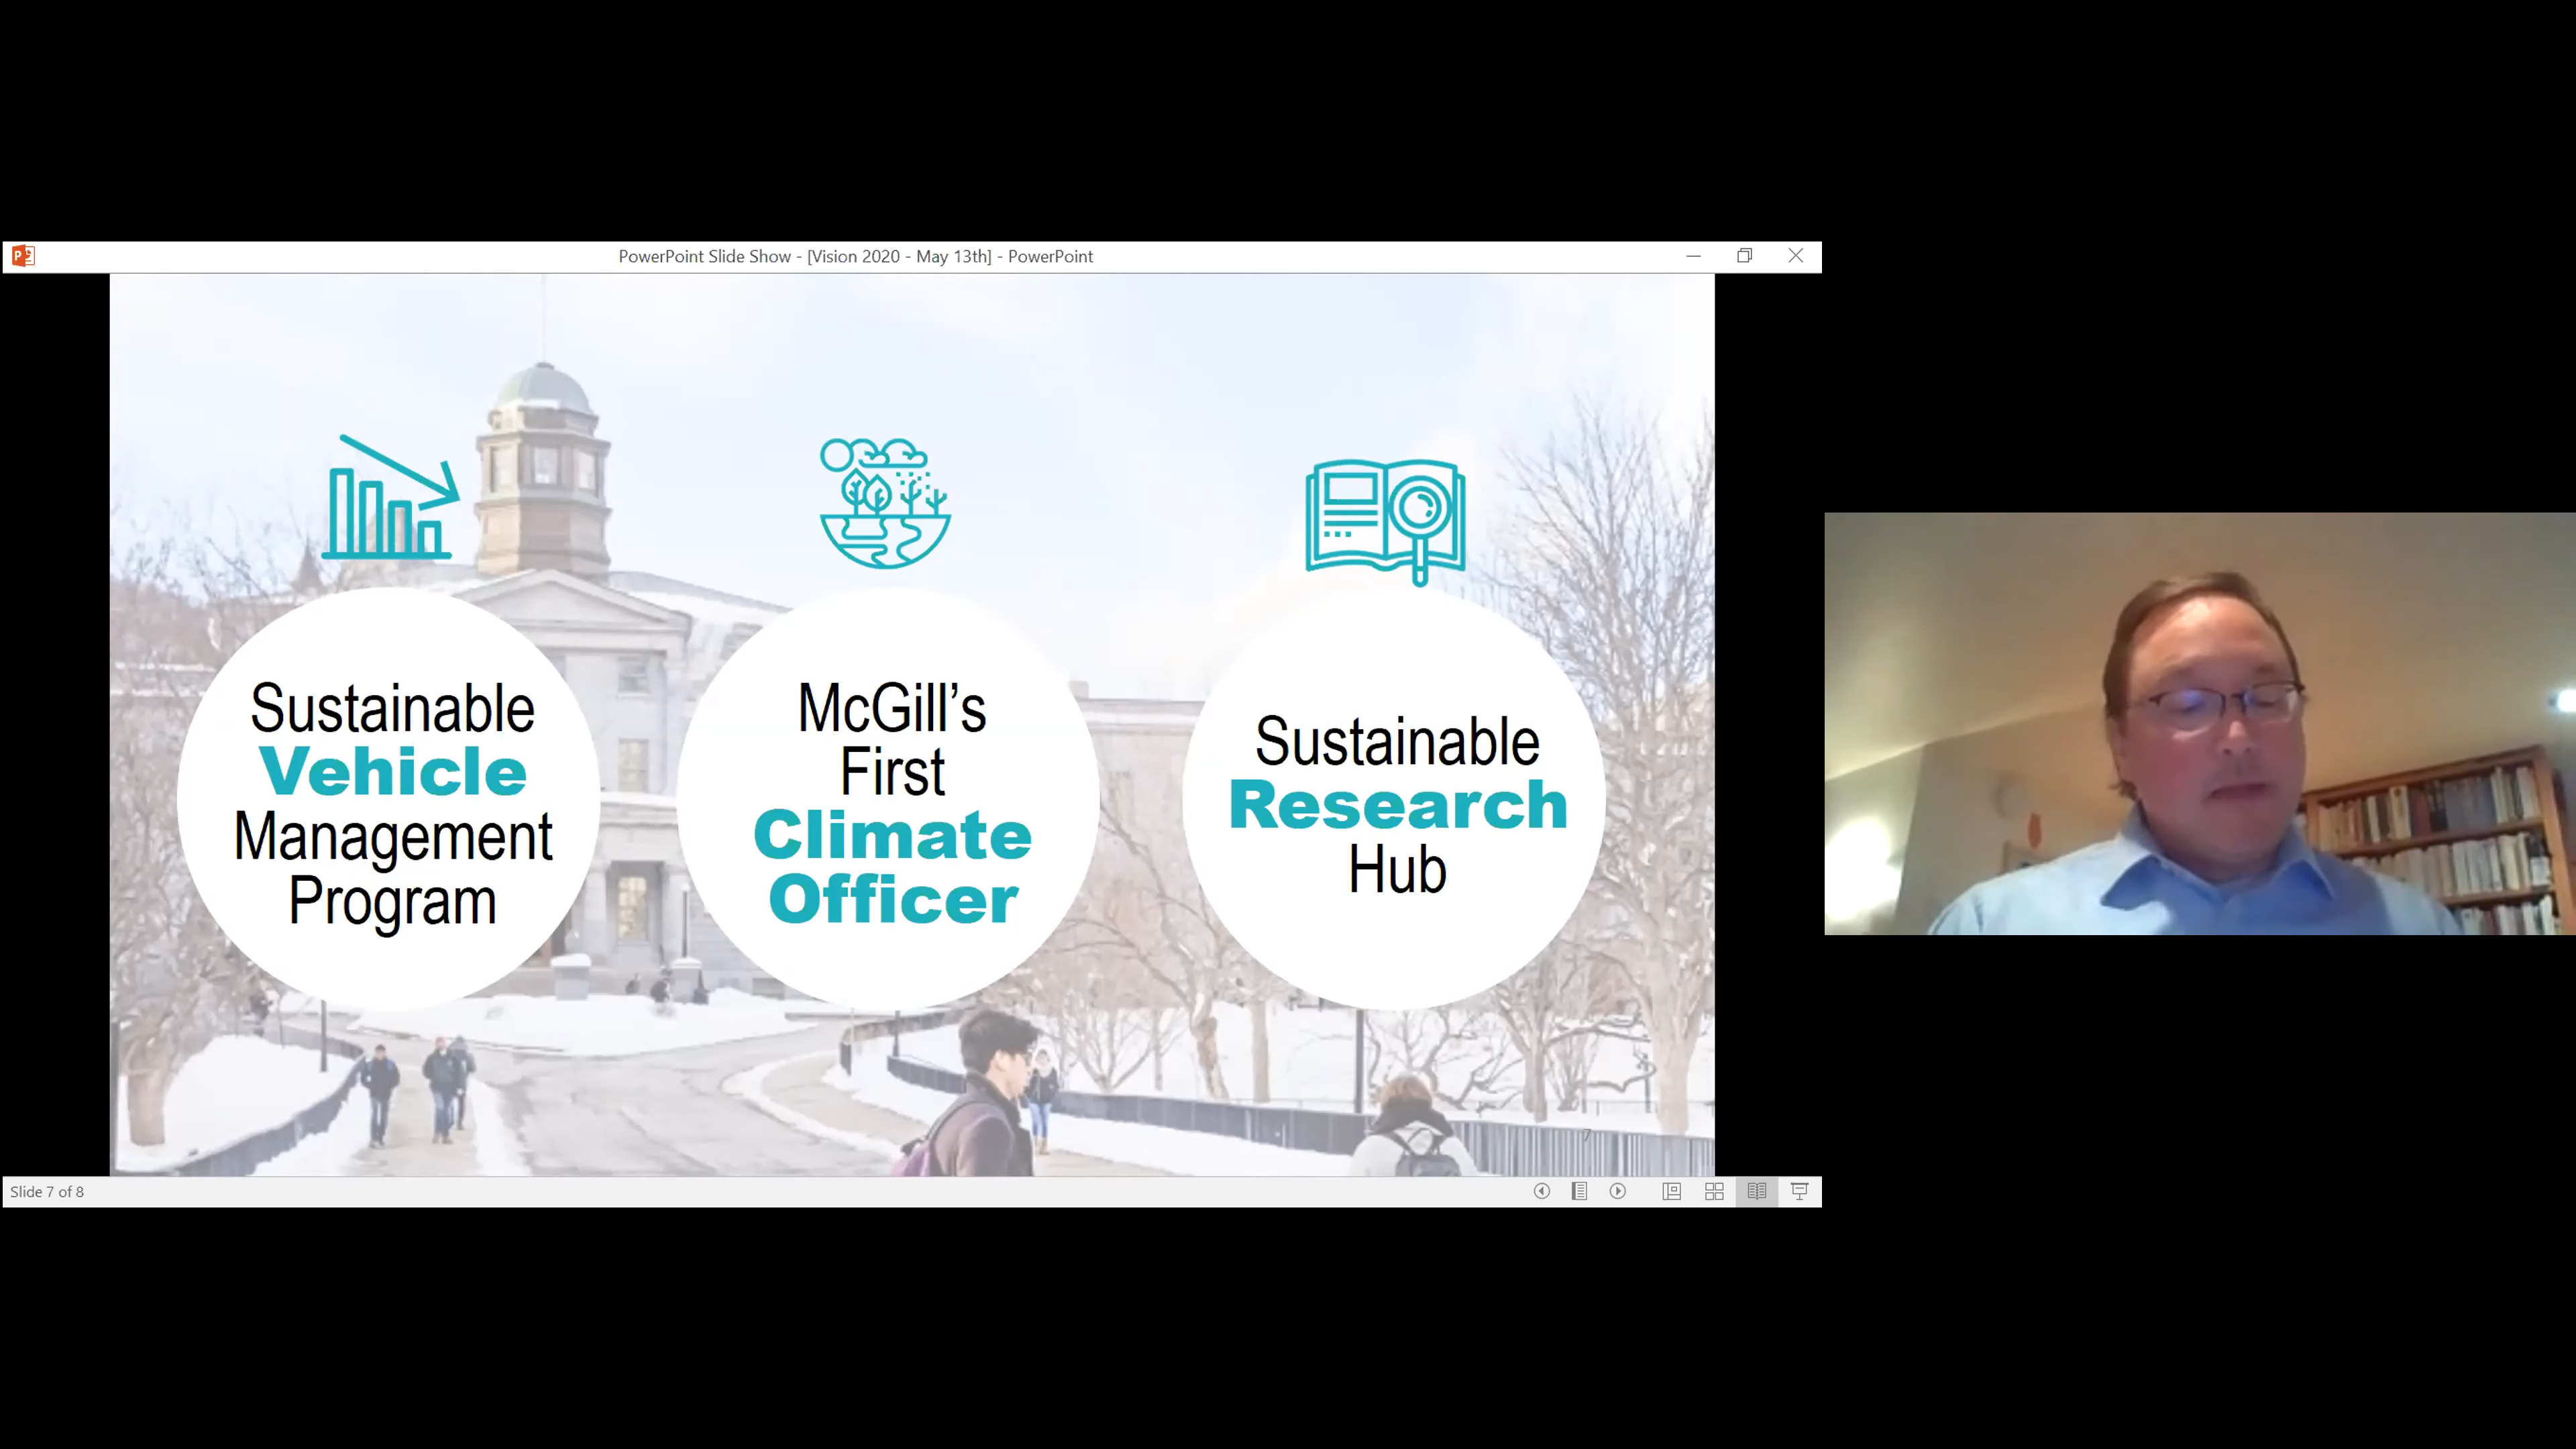 PowerPoint Slide Show - [Vision 2020 - May 13th] - PowerPoint
Sustainable
Vehicle
Management
Program
McGill's
First
Climate
Officer
Sustainable
Research
Hub
7
Slide 7 of 8